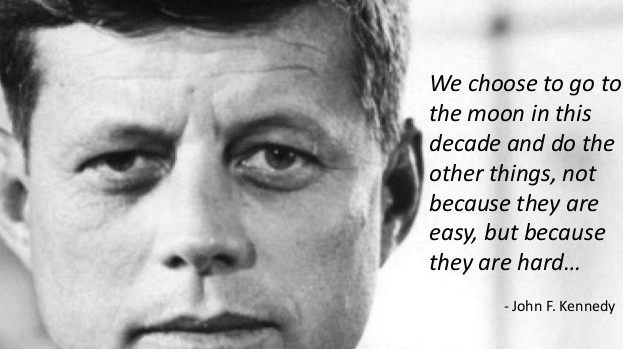 We choose to go to
the moon in this
decade and do the
other things, not
because they are
easy, but because
they are hard...
- John F. Kennedy